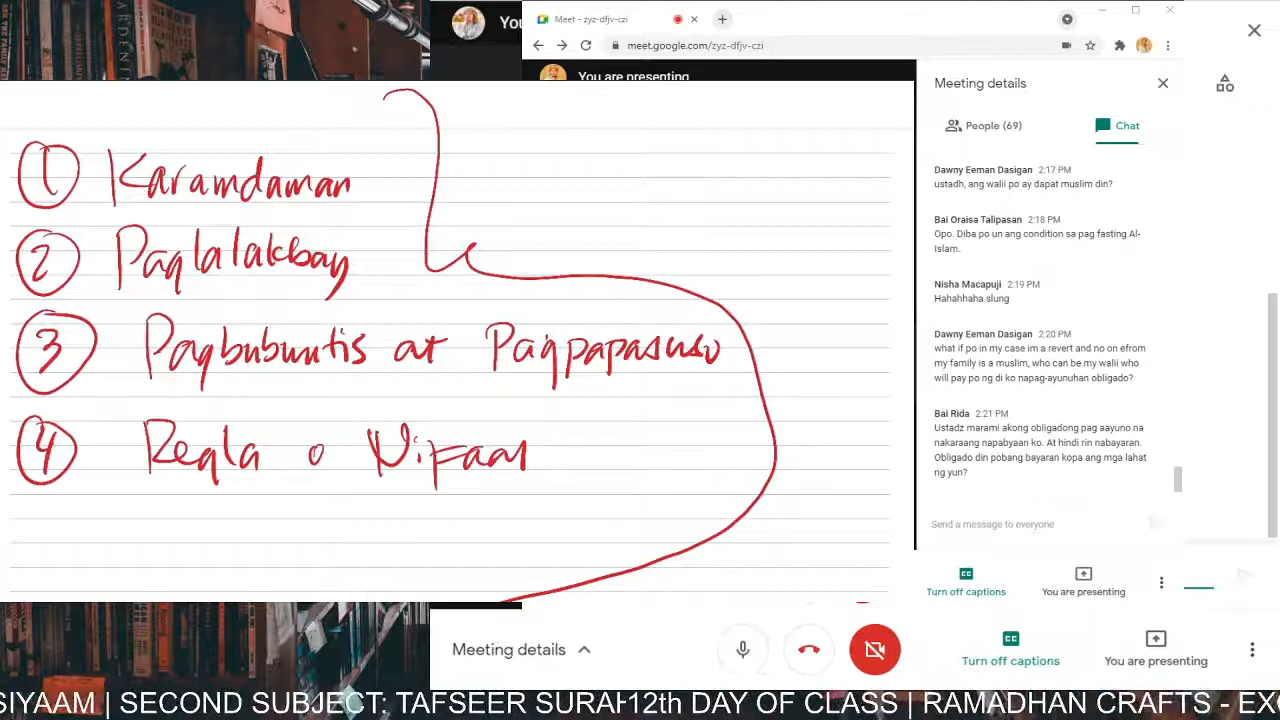 You
Meet - zyz-dfjv-czi
meet.google.com/zyz-dfjv-czi
You are presenting
1 Karamdaman
2 Paglalakbay
3 Pagbubuntis at Pagpapasuso
4 Regla o Nifaas
Meeting details
People (69)
Chat
Dawny Eeman Dasigan 2:17 PM
ustadh, ang walii po ay dapat muslim din?
Bai Oraisa Talipasan 2:18 PM
Opo. Diba po un ang condition sa pag fasting Al-
Islam.
Nisha Macapuji 2:19 PM
Hahahhaha slung
Dawny Eeman Dasigan 2:20 PM
what if po in my case im a revert and no on efrom
my family is a muslim, who can be my walii who
will pay po ng di ko napag-ayunuhan obligado?
Bai Rida 2:21 PM
Ustadz marami akong obligadong pag aayuno na
nakaraang napabyaan ko. At hindi rin nabayaran.
Obligado din pobang bayaran kopa ang mga lahat
ng yun?
Send a message to everyone
CC
Turn off captions
You are presenting
Meeting details
CC
Turn off captions
You are presenting
SIYAAM | SECOND SUBJECT: TAFSEER SURAH 12th DAY OF CLASS | RAMADHAN CRAFTS - EX